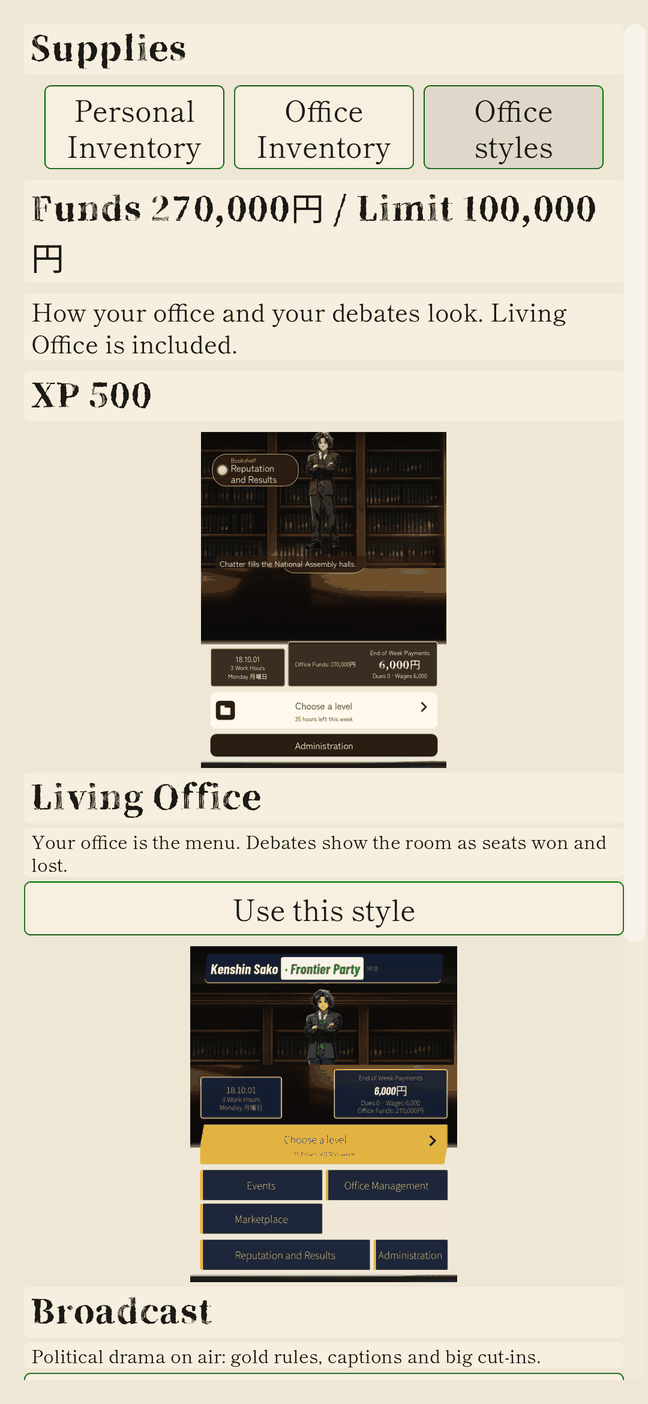 Supplies
Personal
Inventory
Office
Inventory
Office
styles
Funds 270,000円 / Limit 100,000
円
How your office and your debates look. Living
Office is included.
XP 500
Bookshelf
Reputation
and Results
Chatter fills the National Assembly halls.
18.10.01
3 Work Hours
Monday 月曜日
Office Funds: 270,000円
End of Week Payments
6,000円
Dues 0 · Wages 6,000
Choose a level
35 hours left this week
Administration
Living Office
Your office is the menu. Debates show the room as seats won and
lost.
Use this style
Kenshin Sako · Frontier Party
18.10.01
3 Work Hours
Monday 月曜日
End of Week Payments
6,000円
Dues 0 · Wages 6,000
Office Funds: 270,000円
Choose a level
Events
Office Management
Marketplace
Reputation and Results
Administration
Broadcast
Political drama on air: gold rules, captions and big cut-ins.